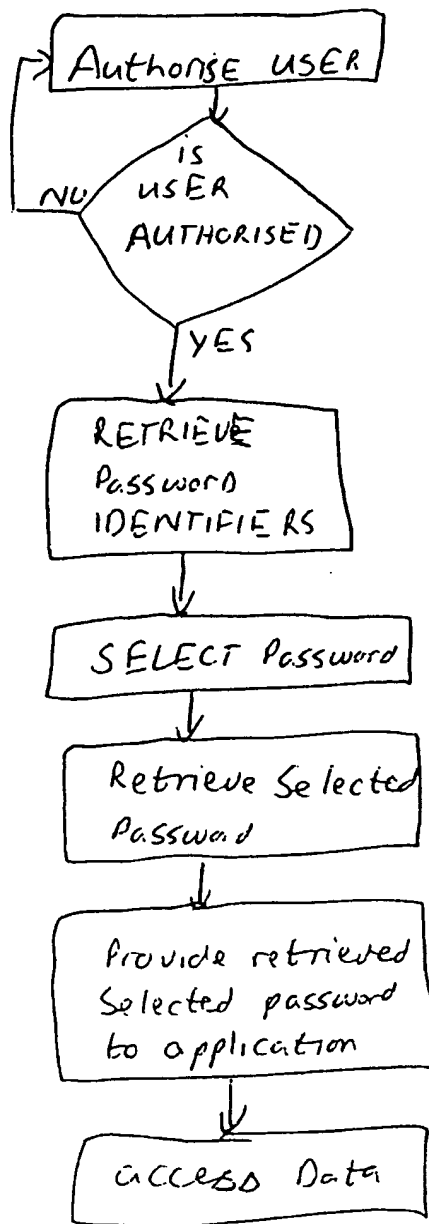 Authorise USER
is
USER
AUTHORISED
NO
YES
RETRIEVE
Password
IDENTIFIERS
SELECT Password
Retrieve Selected
Password
Provide retrieved
Selected password
to application
access Data